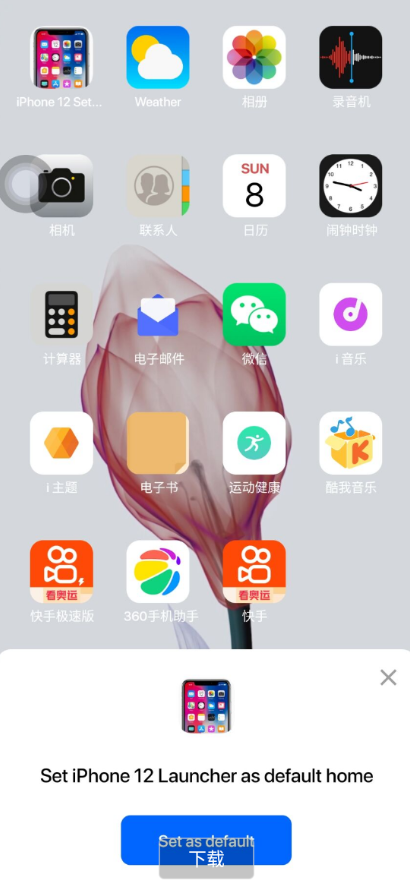 iPhone 12 Set...
Weather
相册
录音机
相机
联系人
SUN
8
日历
闹钟时钟
计算器
电子邮件
微信
i 音乐
i 主题
电子书
运动健康
K
酷我音乐
看奥运
快手极速版
360手机助手
看奥运
快手
Set iPhone 12 Launcher as default home
Set as default
下载